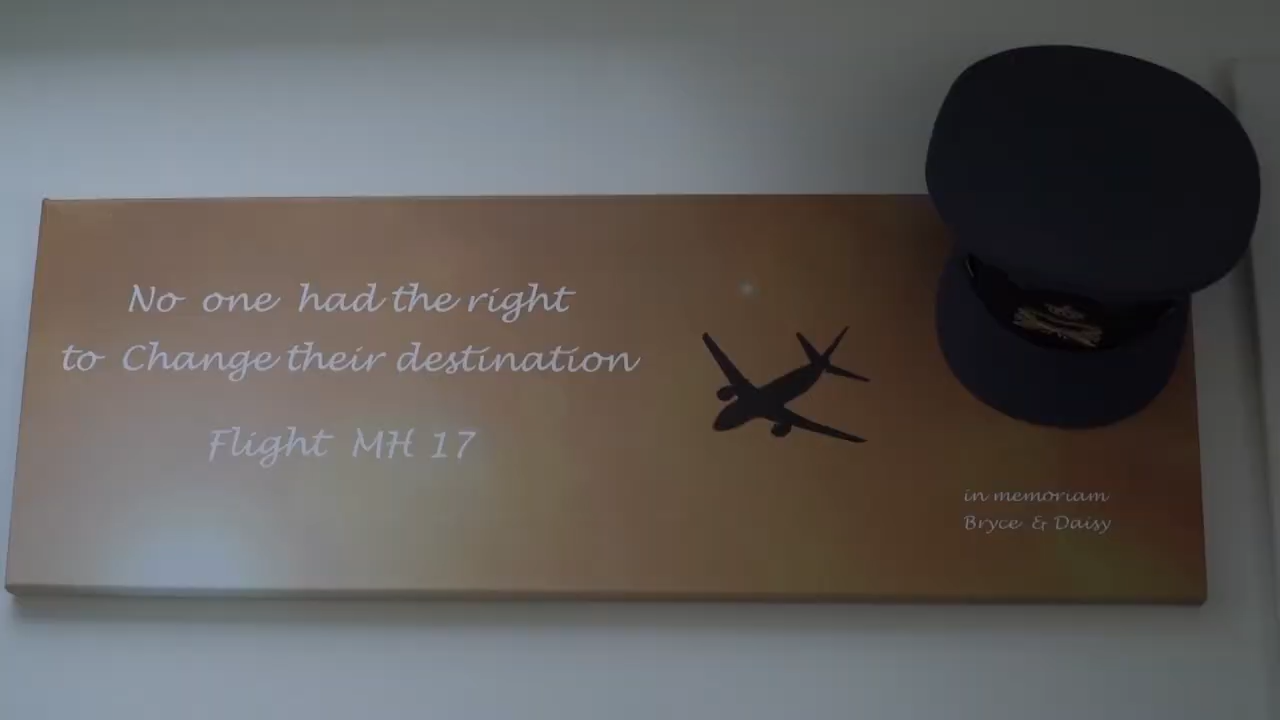 No one had the right
to Change their destination
Flight MH 17
in memoriam
Bryce & Daisy